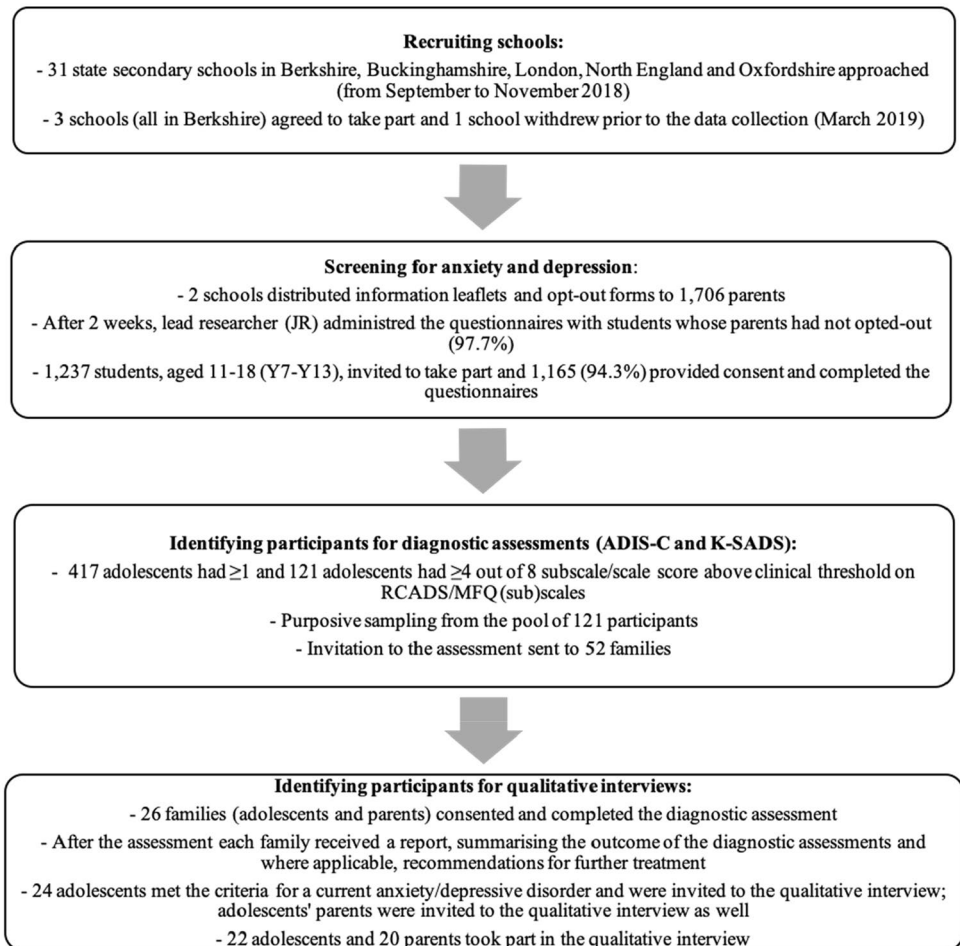 Recruiting schools:
- 31 state secondary schools in Berkshire, Buckinghamshire, London, North England and Oxfordshire approached
(from September to November 2018)
- 3 schools (all in Berkshire) agreed to take part and 1 school withdrew prior to the data collection (March 2019)
Screening for anxiety and depression:
- 2 schools distributed information leaflets and opt-out forms to 1,706 parents
- After 2 weeks, lead researcher (JR) administred the questionnaires with students whose parents had not opted-out
(97.7%)
- 1,237 students, aged 11-18 (Y7-Y13), invited to take part and 1,165 (94.3%) provided consent and completed the
questionnaires
Identifying participants for diagnostic assessments (ADIS-C and K-SADS):
- 417 adolescents had ≥1 and 121 adolescents had ≥4 out of 8 subscale/scale score above clinical threshold on
RCADS/MFQ (sub)scales
- Purposive sampling from the pool of 121 participants
- Invitation to the assessment sent to 52 families
Identifying participants for qualitative interviews:
- 26 families (adolescents and parents) consented and completed the diagnostic assessment
- After the assessment each family received a report, summarising the outcome of the diagnostic assessments and
where applicable, recommendations for further treatment
- 24 adolescents met the criteria for a current anxiety/depressive disorder and were invited to the qualitative interview;
adolescents' parents were invited to the qualitative interview as well
- 22 adolescents and 20 parents took part in the qualitative interview